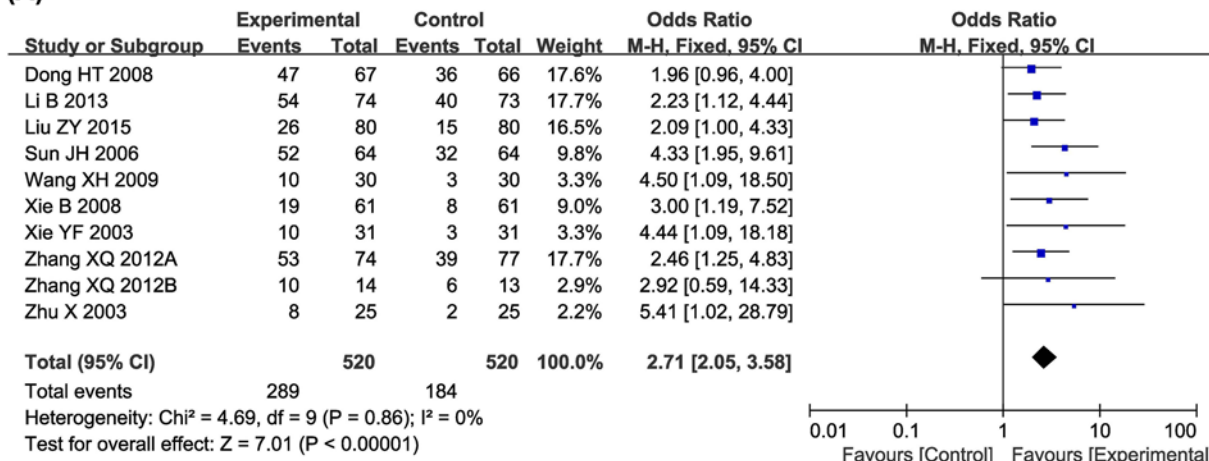 Experimental Control Odds Ratio Odds Ratio
Study or Subgroup Events Total Events Total Weight M-H, Fixed, 95% CI M-H, Fixed, 95% CI
Dong HT 2008 47 67 36 66 17.6% 1.96 [0.96, 4.00]
Li B 2013 54 74 40 73 17.7% 2.23 [1.12, 4.44]
Liu ZY 2015 26 80 15 80 16.5% 2.09 [1.00, 4.33]
Sun JH 2006 52 64 32 64 9.8% 4.33 [1.95, 9.61]
Wang XH 2009 10 30 3 30 3.3% 4.50 [1.09, 18.50]
Xie B 2008 19 61 8 61 9.0% 3.00 [1.19, 7.52]
Xie YF 2003 10 31 3 31 3.3% 4.44 [1.09, 18.18]
Zhang XQ 2012A 53 74 39 77 17.7% 2.46 [1.25, 4.83]
Zhang XQ 2012B 10 14 6 13 2.9% 2.92 [0.59, 14.33]
Zhu X 2003 8 25 2 25 2.2% 5.41 [1.02, 28.79]
Total (95% CI) 520 520 100.0% 2.71 [2.05, 3.58]
Total events 289 184
Heterogeneity: Chi² = 4.69, df = 9 (P = 0.86); I² = 0%
Test for overall effect: Z = 7.01 (P < 0.00001)
0.01 0.1 1 10 100
Favours [Control] Favours [Experimental]